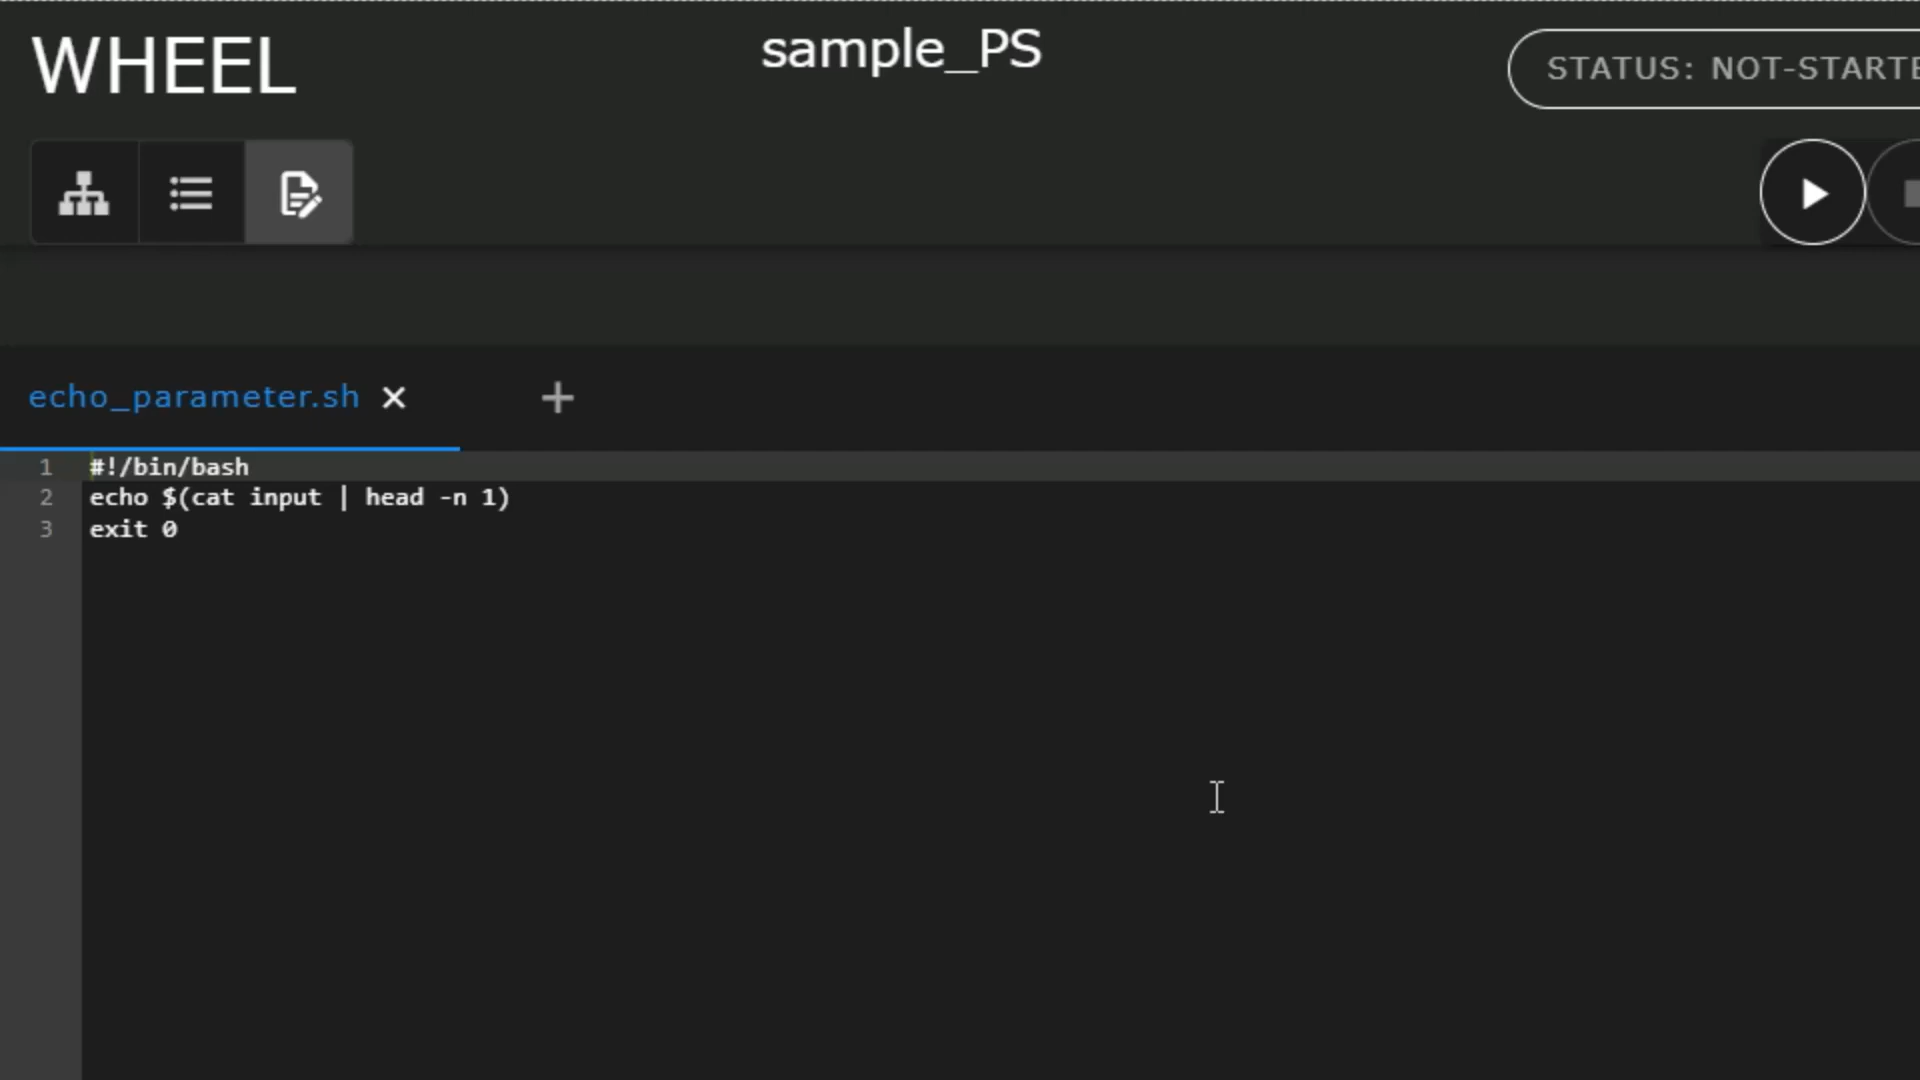 WHEEL
sample_PS
STATUS: NOT-STARTE
echo_parameter.sh
1 #!/bin/bash
2 echo $(cat input | head -n 1)
3 exit 0